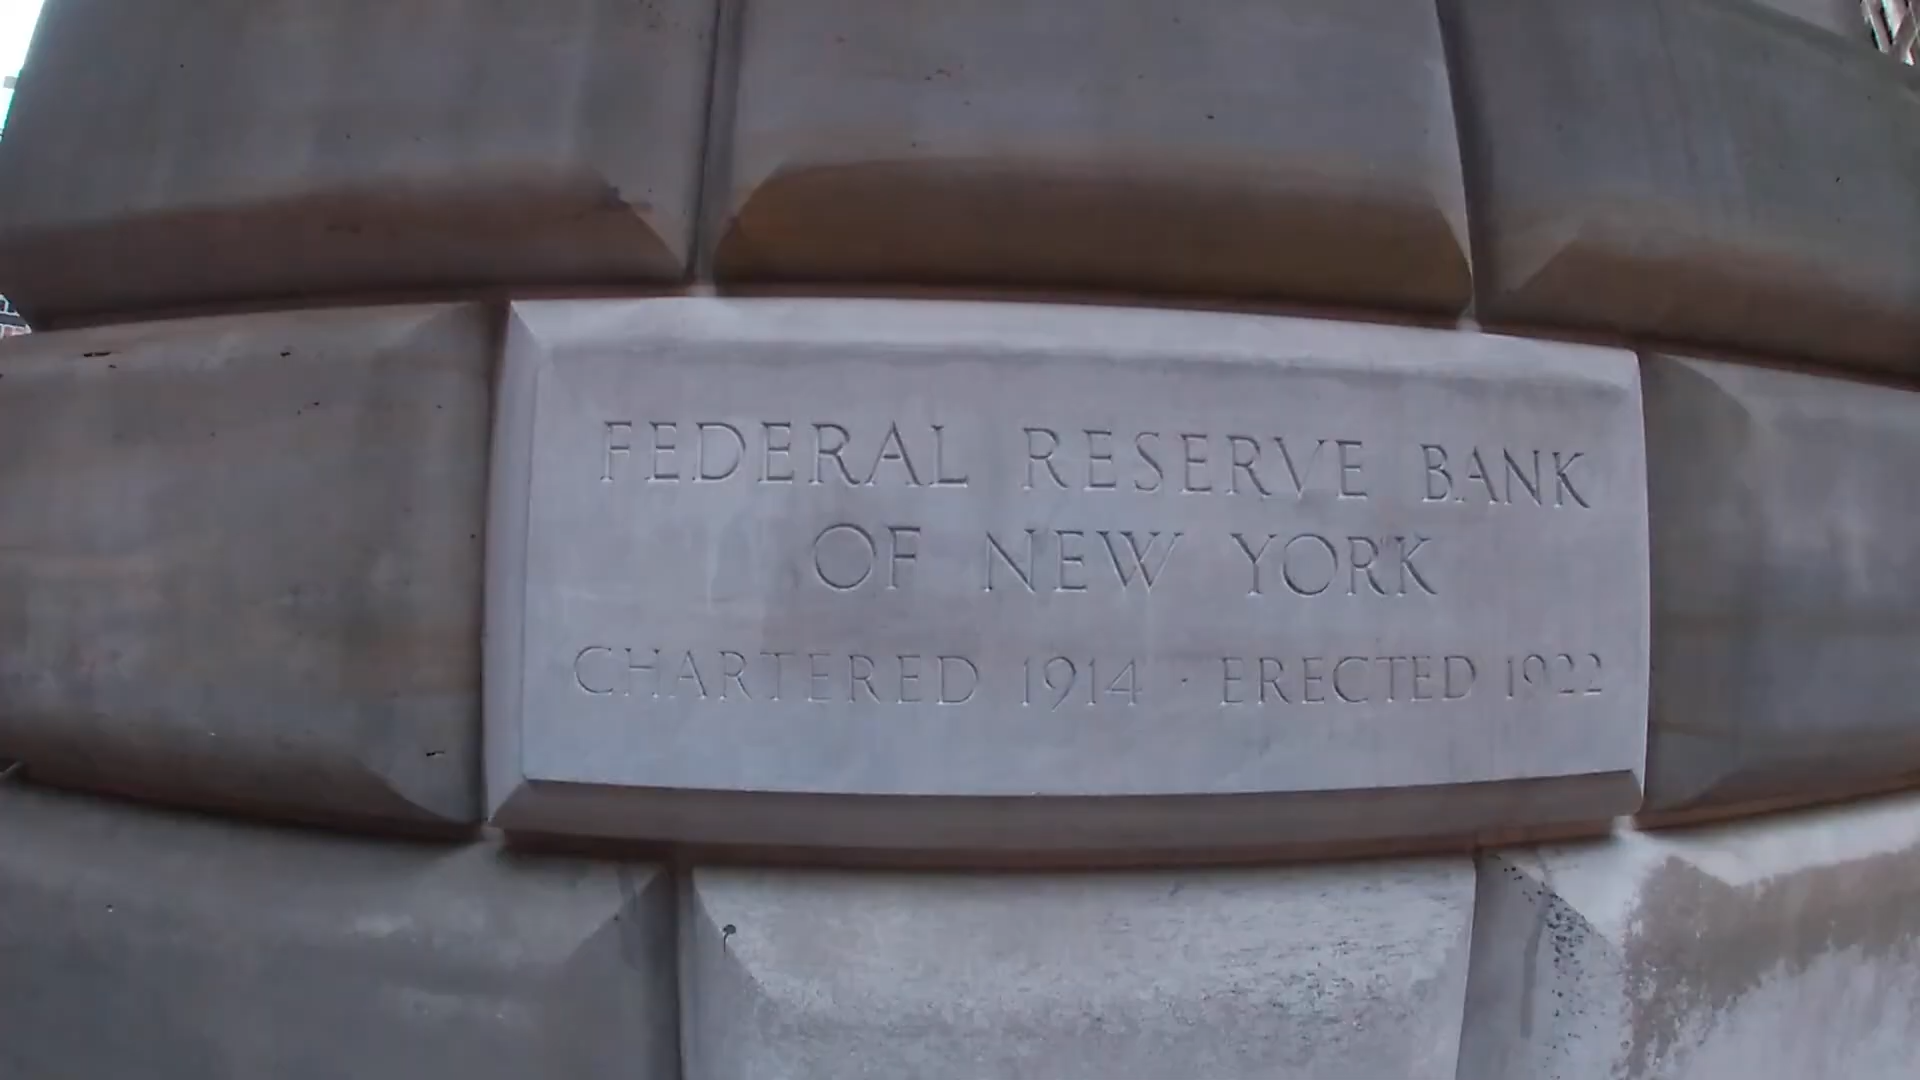 FEDERAL RESERVE BANK
OF NEW YORK
CHARTERED 1914 · ERECTED 1922